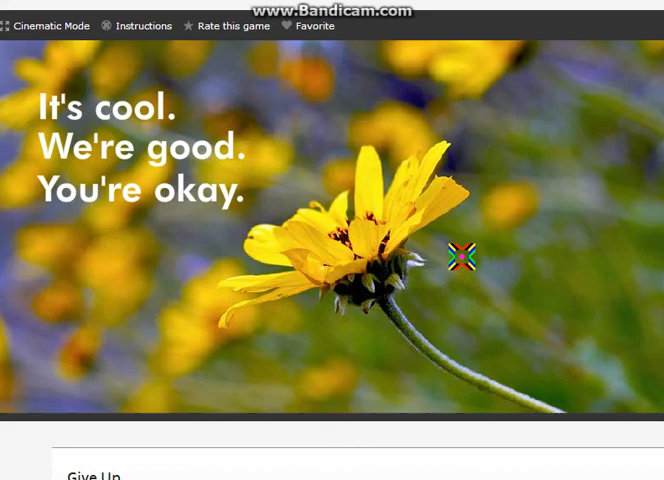 www.Bandicam.com
Cinematic Mode Instructions Rate this game Favorite
It's cool.
We're good.
You're okay.
Give Up